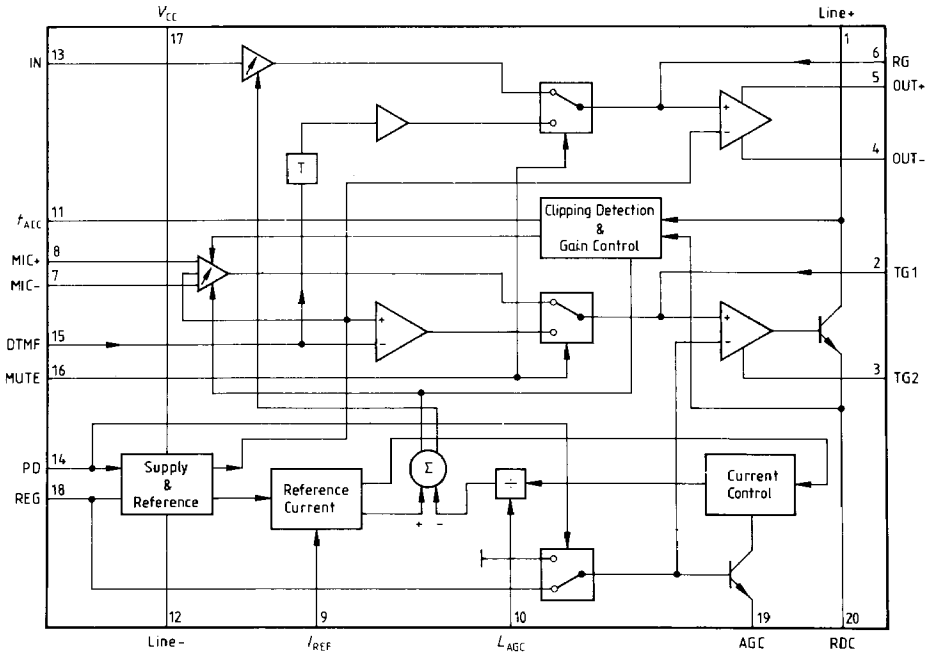 V_CC
Line+
17
1
IN
13
6
RG
5
OUT+
4
OUT-
T
t_ACC
11
Clipping Detection
&
Gain Control
MIC+
8
MIC-
7
2
TG1
+
-
+
-
+
-
DTMF
15
MUTE
16
3
TG2
PD
14
REG
18
Supply
&
Reference
Reference
Current
Σ
+ -
÷
Current
Control
12
9
10
19
20
Line-
I_REF
L_AGC
AGC
RDC